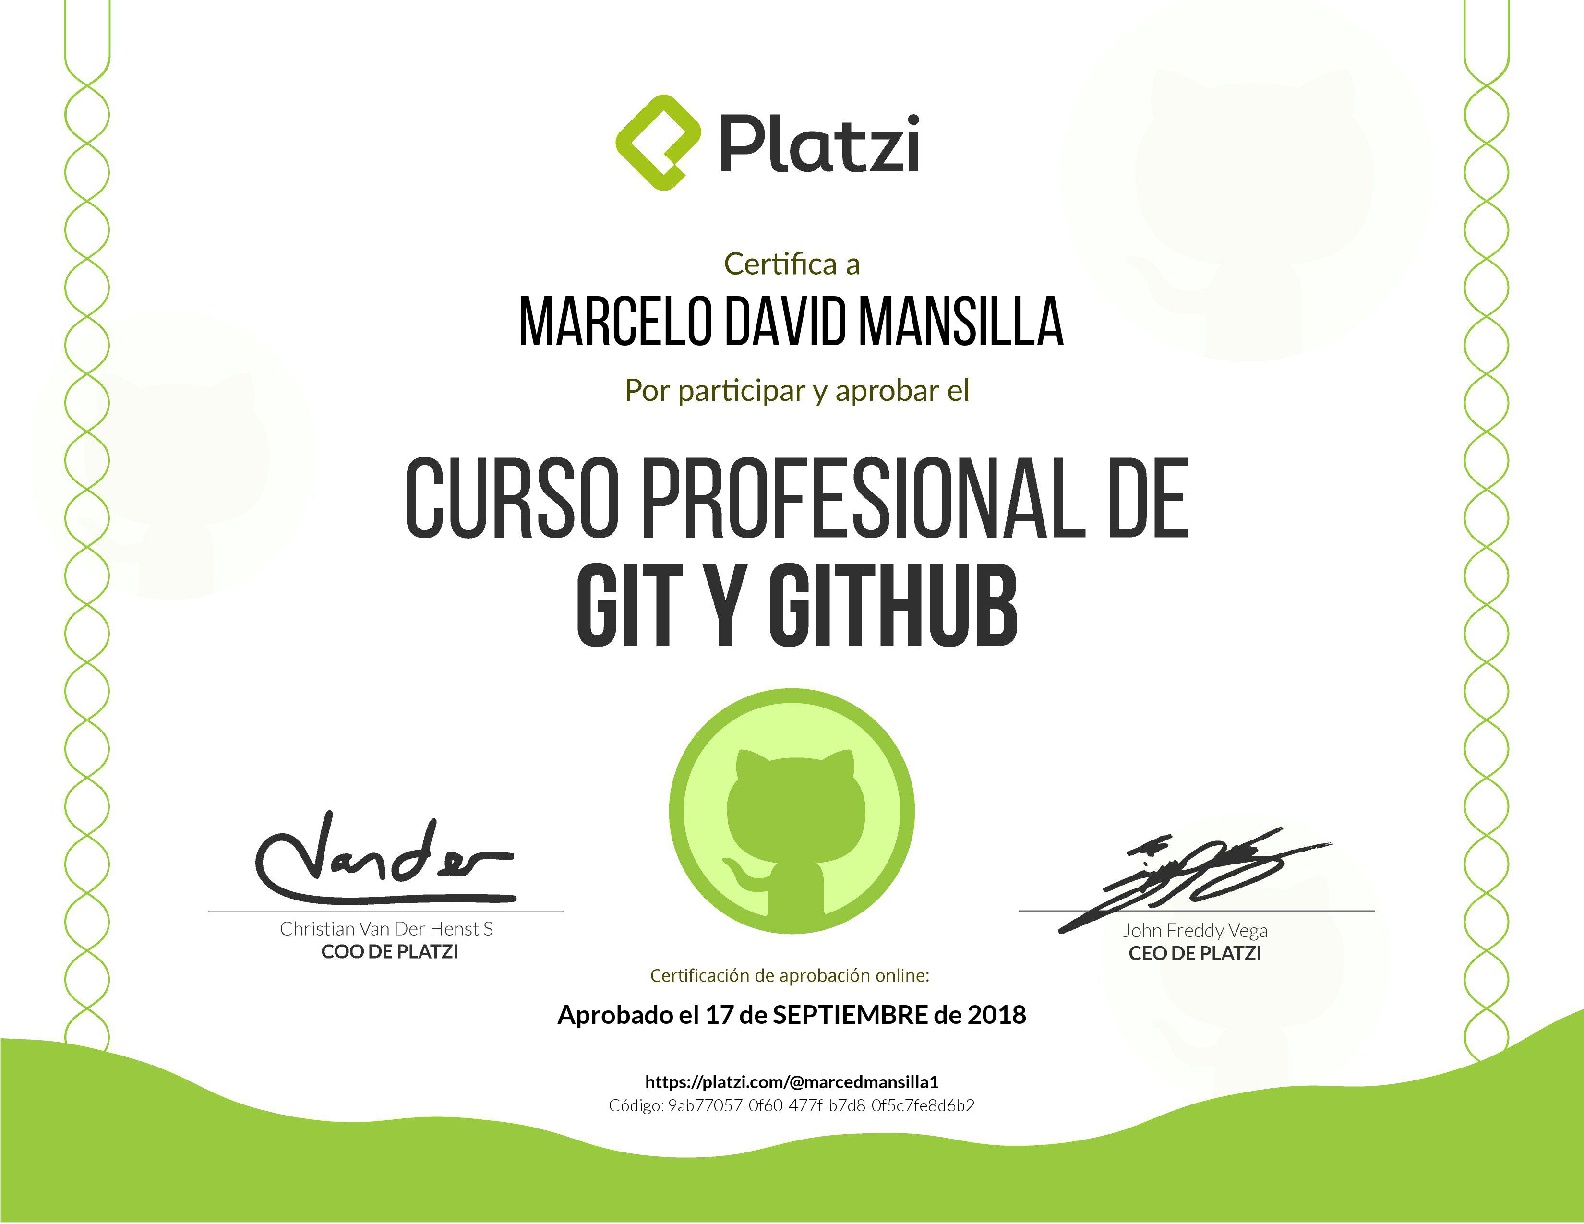 Platzi
Certifica a
MARCELO DAVID MANSILLA
Por participar y aprobar el
CURSO PROFESIONAL DE
GIT Y GITHUB
Vander
Christian Van Der Henst S
COO DE PLATZI
John Freddy Vega
CEO DE PLATZI
Certificación de aprobación online:
Aprobado el 17 de SEPTIEMBRE de 2018
https://platzi.com/@marcedmansilla1
Código: 9ab77057-0f60-477f-b7d8-0f5c7fe8d6b2